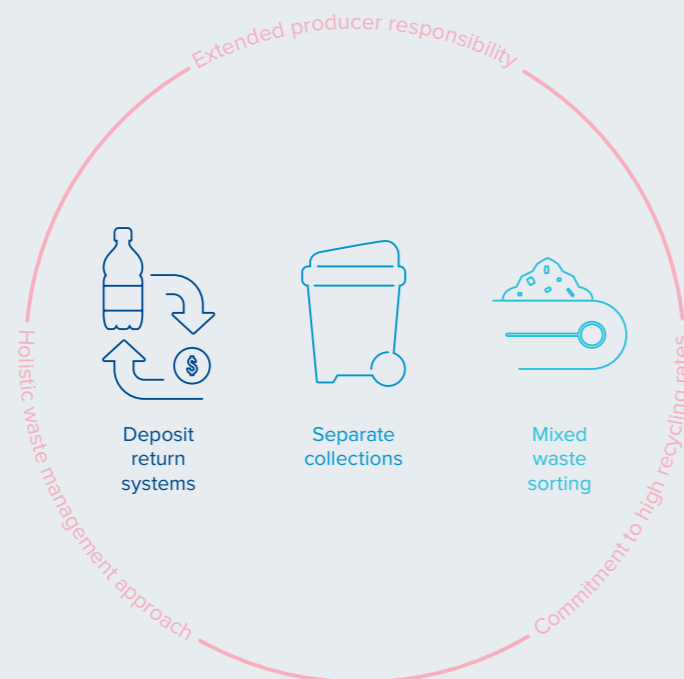 Extended producer responsibility
$
Deposit
return
systems
Separate
collections
Mixed
waste
sorting
Holistic waste management approach
Commitment to high recycling rates